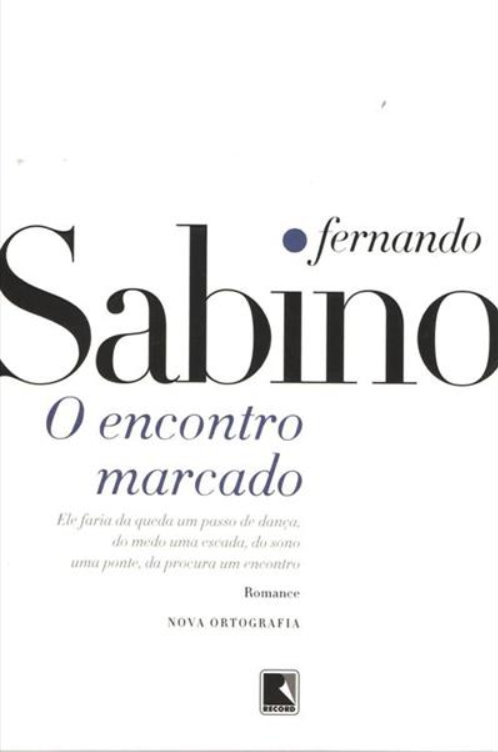 fernando
Sabino
O encontro
marcado
Ele faria da queda um passo de dança,
do medo uma escada, do sono
uma ponte, da procura um encontro
Romance
NOVA ORTOGRAFIA
RECORD